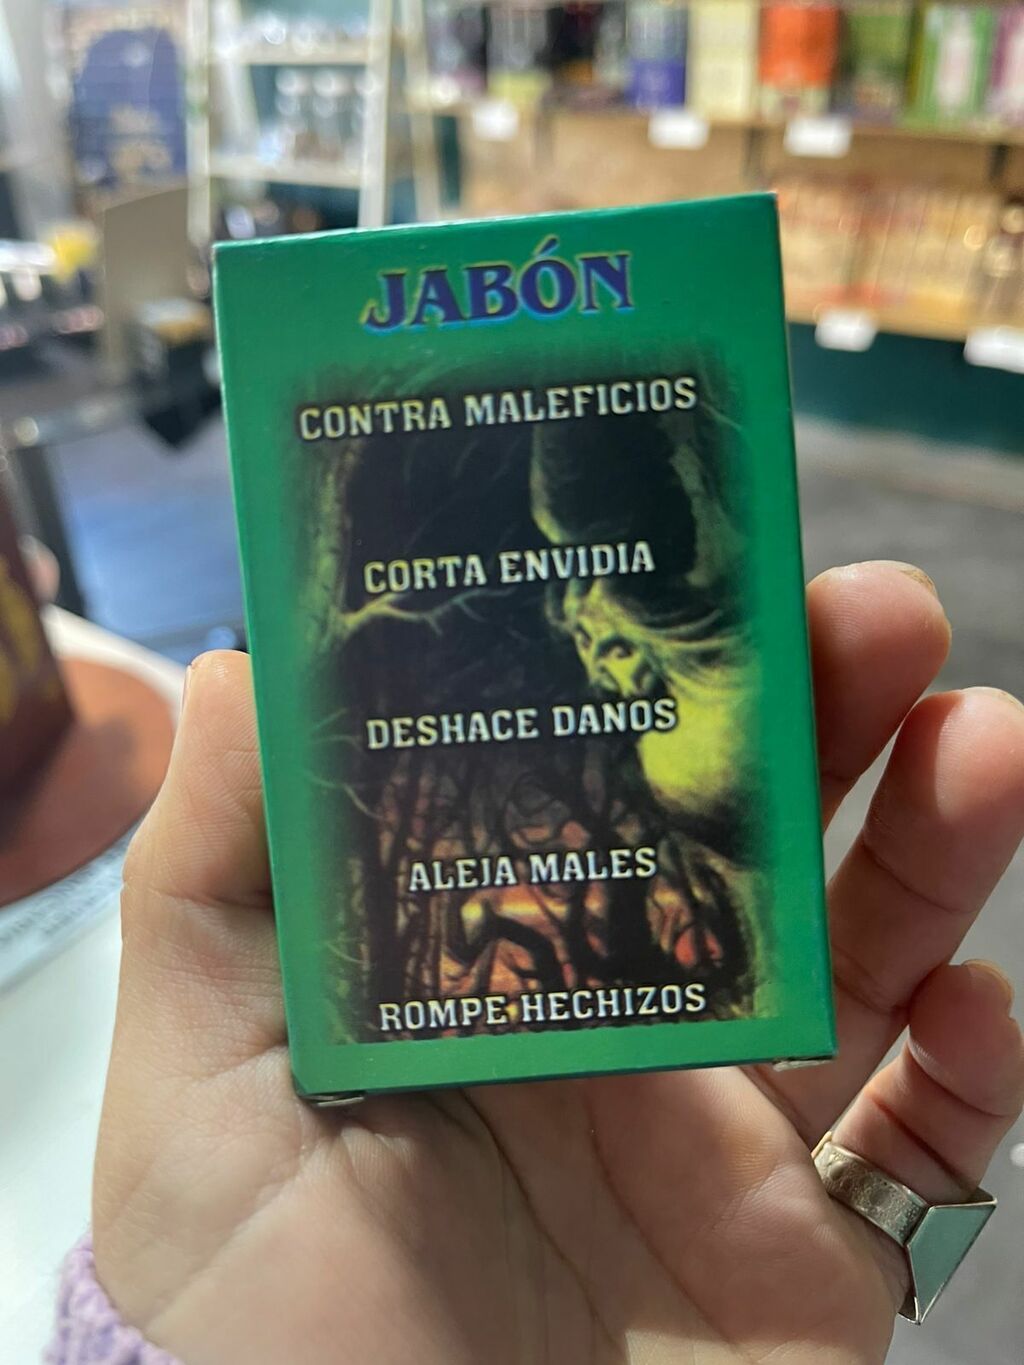 JABÓN
CONTRA MALEFICIOS
CORTA ENVIDIA
DESHACE DANOS
ALEJA MALES
ROMPE HECHIZOS